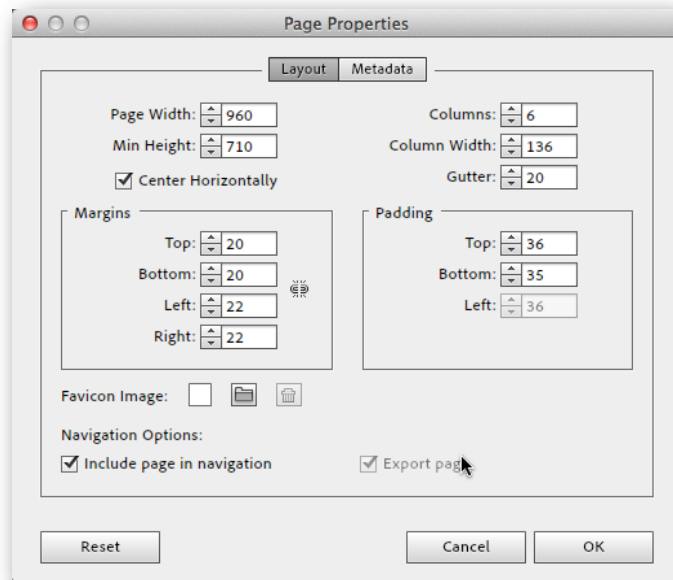 Page Properties
Layout Metadata
Page Width: 960 Columns: 6
Min Height: 710 Column Width: 136
Center Horizontally Gutter: 20
Margins Padding
Top: 20 Top: 36
Bottom: 20 Bottom: 35
Left: 22 Left: 36
Right: 22
Favicon Image:
Navigation Options:
Include page in navigation Export pag
Reset Cancel OK